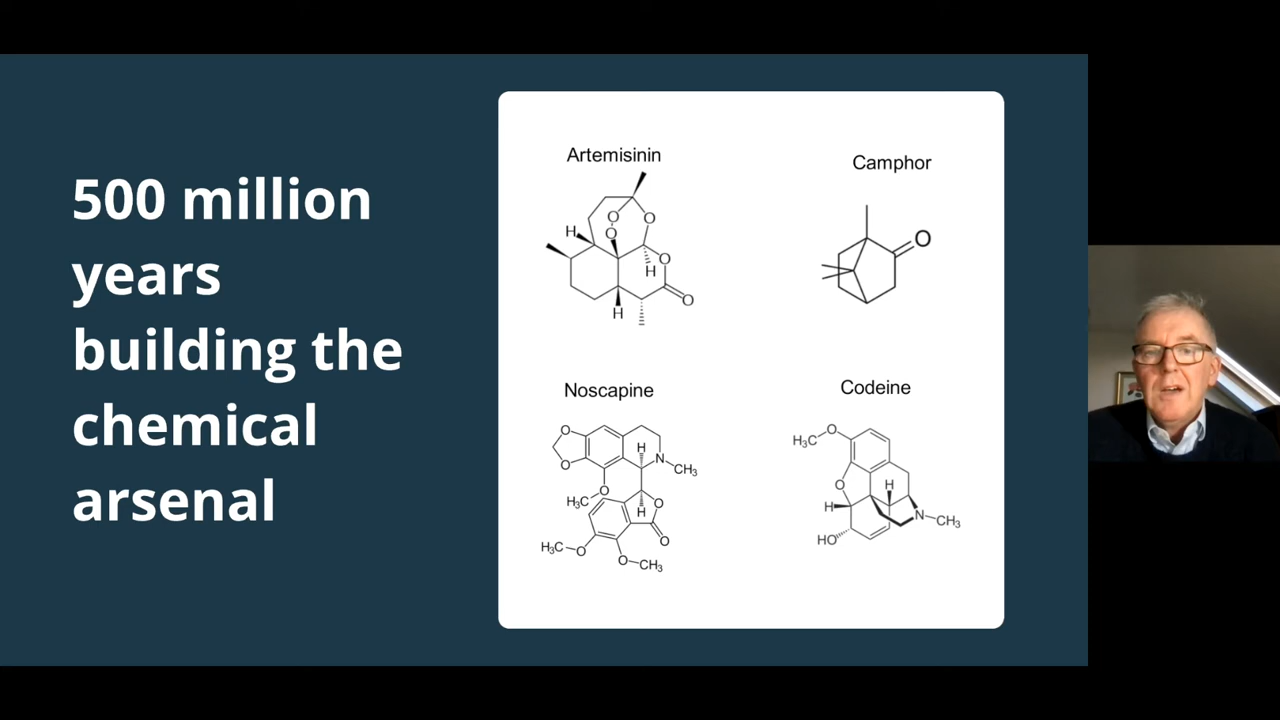 500 million
years
building the
chemical
arsenal
Artemisinin
H
O
O
O
O
H
O
H
Camphor
O
Noscapine
O
O
H
N
CH3
O
H3C
H
O
O
H3C
O
O
CH3
Codeine
H3C
O
O
H
H
N
CH3
HO